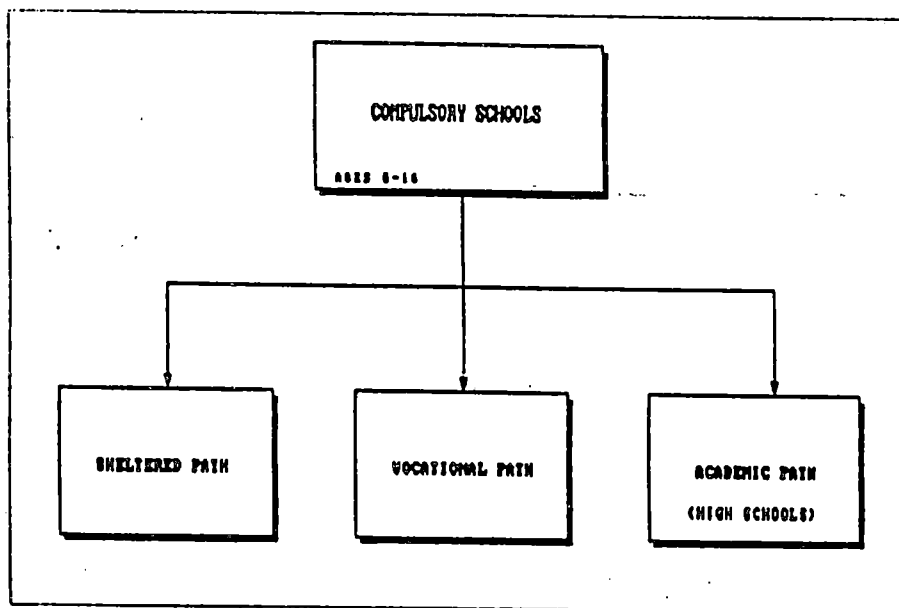 COMPULSORY SCHOOLS
AGES 6-16
SHELTERED PATH
VOCATIONAL PATH
ACADEMIC PATH
(HIGH SCHOOLS)